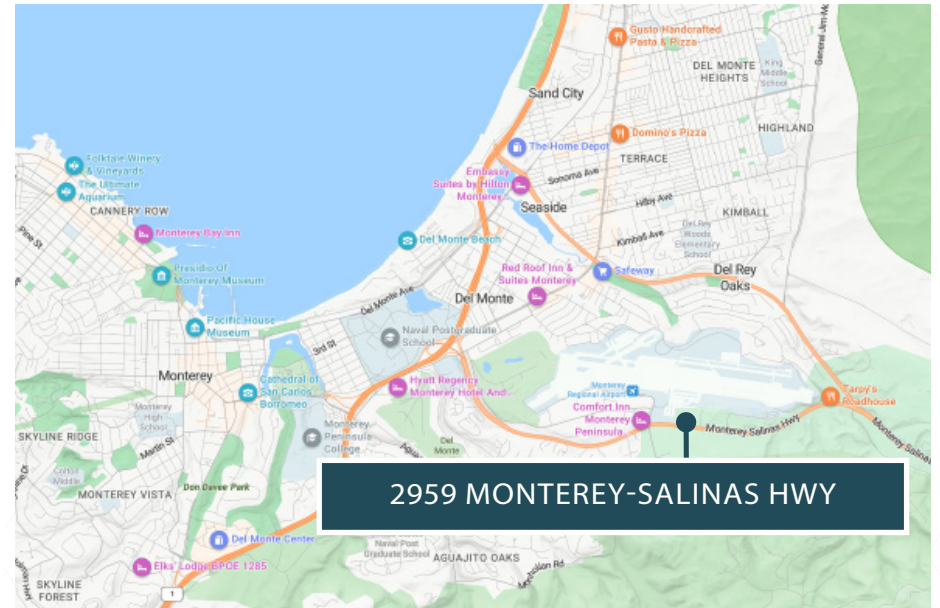 Gusto Handcrafted
Pasta & Pizza
DEL MONTE
HEIGHTS
King
Middle
School
Sand City
HIGHLAND
Domino's Pizza
The Home Depot
TERRACE
Folktale Winery
& Vineyards
The Ultimate
Aquarium
Embassy
Suites by Hilton
Monterey
Sonoma Ave
Hilby Ave
CANNERY ROW
Seaside
KIMBALL
Pine St
Monterey Bay Inn
Del Monte Beach
Kimball Ave
Del Rey
Woods
Elementary
School
Presidio Of
Monterey Museum
Red Roof Inn &
Suites Monterey
Safeway
Del Rey
Oaks
Del Monte Ave
Del Monte
Pacific House
Museum
3rd St
Naval Postgraduate
School
Monterey
Cathedral of
San Carlos
Borromeo
Hyatt Regency
Monterey Hotel And...
Monterey
Regional Airport
Tarpy's
Roadhouse
Comfort Inn
Monterey
Peninsula
Monterey
High
School
Monterey
Peninsula
College
Monterey Salinas Hwy
Monterey Salinas
SKYLINE RIDGE
Martin St
Del
Monte
Colton
Middle
MONTEREY VISTA
Don Davee Park
2959 MONTEREY-SALINAS HWY
Del Monte Center
Naval Post
Graduate School
AGUAJITO OAKS
Elks' Lodge BPOE 1285
SKYLINE
FOREST
1